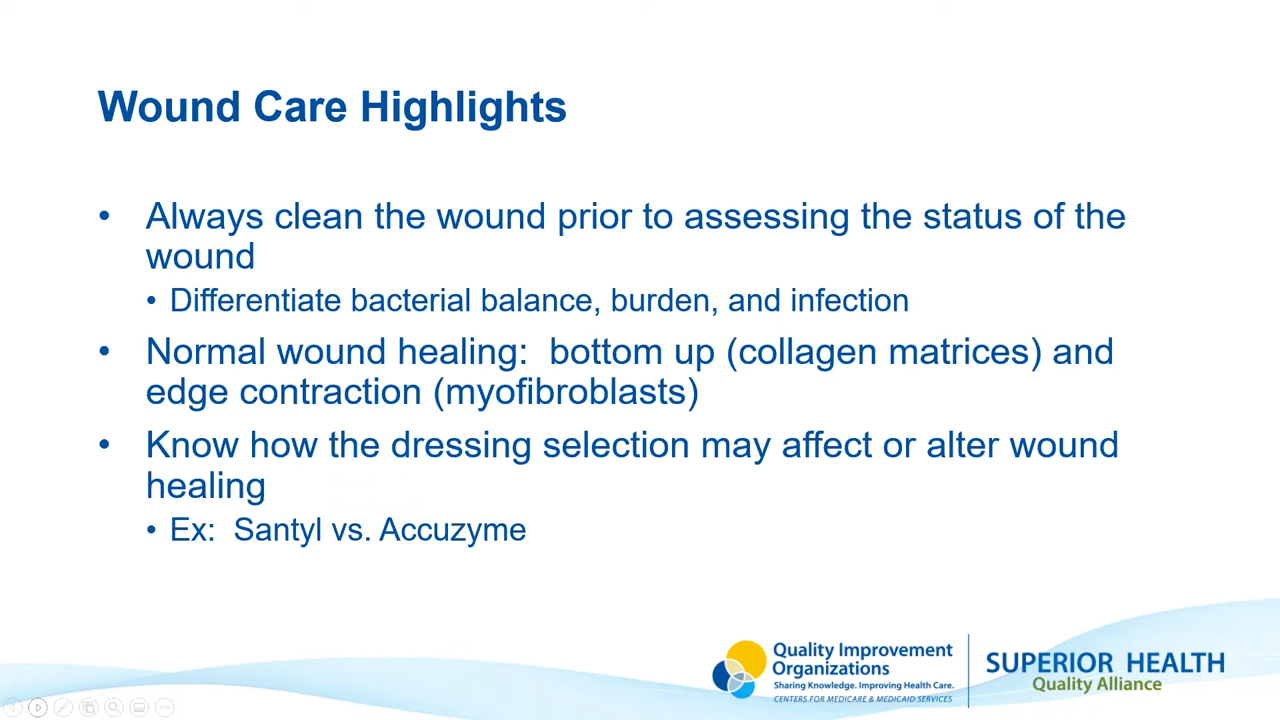 Wound Care Highlights
• Always clean the wound prior to assessing the status of the
wound
• Differentiate bacterial balance, burden, and infection
• Normal wound healing:  bottom up (collagen matrices) and
edge contraction (myofibroblasts)
• Know how the dressing selection may affect or alter wound
healing
• Ex:  Santyl vs. Accuzyme
Quality Improvement
Organizations
Sharing Knowledge. Improving Health Care.
CENTERS FOR MEDICARE & MEDICAID SERVICES
SUPERIOR HEALTH
Quality Alliance